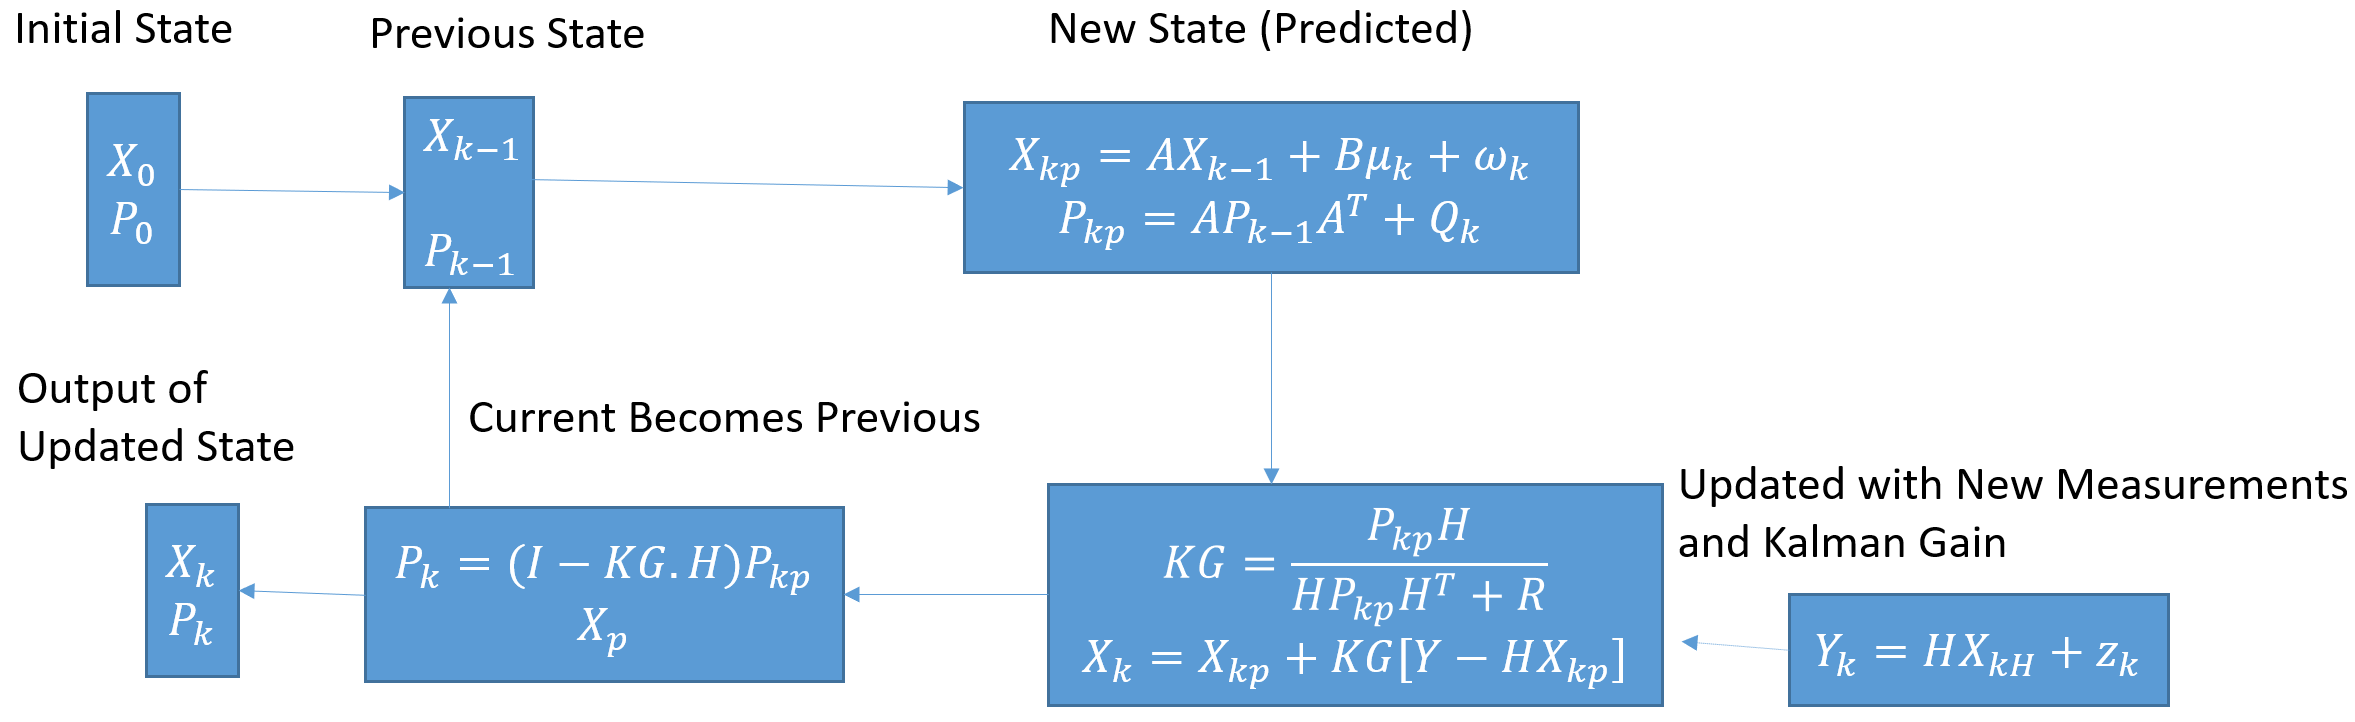 Initial State
Previous State
New State (Predicted)
X_0
P_0
X_{k-1}
P_{k-1}
X_{kp} = AX_{k-1} + Bμ_k + ω_k
P_{kp} = AP_{k-1}A^T + Q_k
Output of
Updated State
Current Becomes Previous
Updated with New Measurements
and Kalman Gain
X_k
P_k
P_k = (I − KG.H)P_{kp}
X_p
KG = \frac{P_{kp}H}{HP_{kp}H^T + R}
X_k = X_{kp} + KG[Y − HX_{kp}]
Y_k = HX_{kH} + z_k